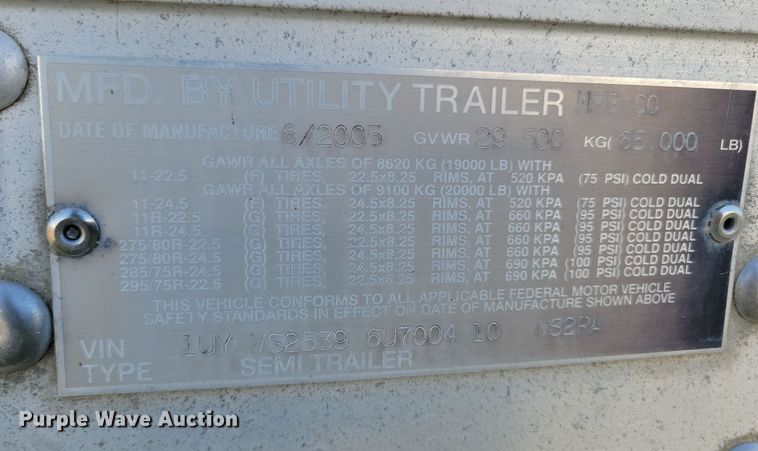 MFD. BY UTILITY TRAILER MFG CO
DATE OF MANUFACTURE 6/2005 GVWR 29.500 KG( 65.000 LB)
GAWR ALL AXLES OF 8620 KG (19000 LB) WITH
11-22.5 (F) TIRES, 22.5x8.25 RIMS, AT 520 KPA (75 PSI) COLD DUAL
GAWR ALL AXLES OF 9100 KG (20000 LB) WITH
11-24.5 (F) TIRES, 24.5x8.25 RIMS, AT 520 KPA (75 PSI) COLD DUAL
11R-22.5 (G) TIRES, 22.5x8.25 RIMS, AT 660 KPA (95 PSI) COLD DUAL
11R-24.5 (G) TIRES, 24.5x8.25 RIMS, AT 660 KPA (95 PSI) COLD DUAL
275/80R-22.5 (G) TIRES, 22.5x8.25 RIMS, AT 660 KPA (95 PSI) COLD DUAL
275/80R-24.5 (G) TIRES, 24.5x8.25 RIMS, AT 660 KPA (95 PSI) COLD DUAL
285/75R-24.5 (G) TIRES, 24.5x8.25 RIMS, AT 690 KPA (100 PSI) COLD DUAL
295/75R-22.5 (G) TIRES, 22.5x8.25 RIMS, AT 690 KPA (100 PSI) COLD DUAL
THIS VEHICLE CONFORMS TO ALL APPLICABLE FEDERAL MOTOR VEHICLE
SAFETY STANDARDS IN EFFECT ON DATE OF MANUFACTURE SHOWN ABOVE
VIN 1UY VS2539 6U7004 10 VS2RA
TYPE SEMI TRAILER
Purple Wave Auction